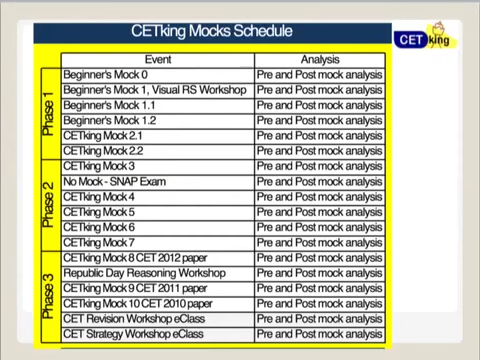 CETking Mocks Schedule
CETking
Event Analysis
Phase 1
Beginner's Mock 0 Pre and Post mock analysis
Beginner's Mock 1, Visual RS Workshop Pre and Post mock analysis
Beginner's Mock 1.1 Pre and Post mock analysis
Beginner's Mock 1.2 Pre and Post mock analysis
CETking Mock 2.1 Pre and Post mock analysis
CETking Mock 2.2 Pre and Post mock analysis
Phase 2
CETking Mock 3 Pre and Post mock analysis
No Mock - SNAP Exam Pre and Post mock analysis
CETking Mock 4 Pre and Post mock analysis
CETking Mock 5 Pre and Post mock analysis
CETking Mock 6 Pre and Post mock analysis
CETking Mock 7 Pre and Post mock analysis
Phase 3
CETking Mock 8 CET 2012 paper Pre and Post mock analysis
Republic Day Reasoning Workshop Pre and Post mock analysis
CETking Mock 9 CET 2011 paper Pre and Post mock analysis
CETking Mock 10 CET 2010 paper Pre and Post mock analysis
CET Revision Workshop eClass Pre and Post mock analysis
CET Strategy Workshop eClass Pre and Post mock analysis